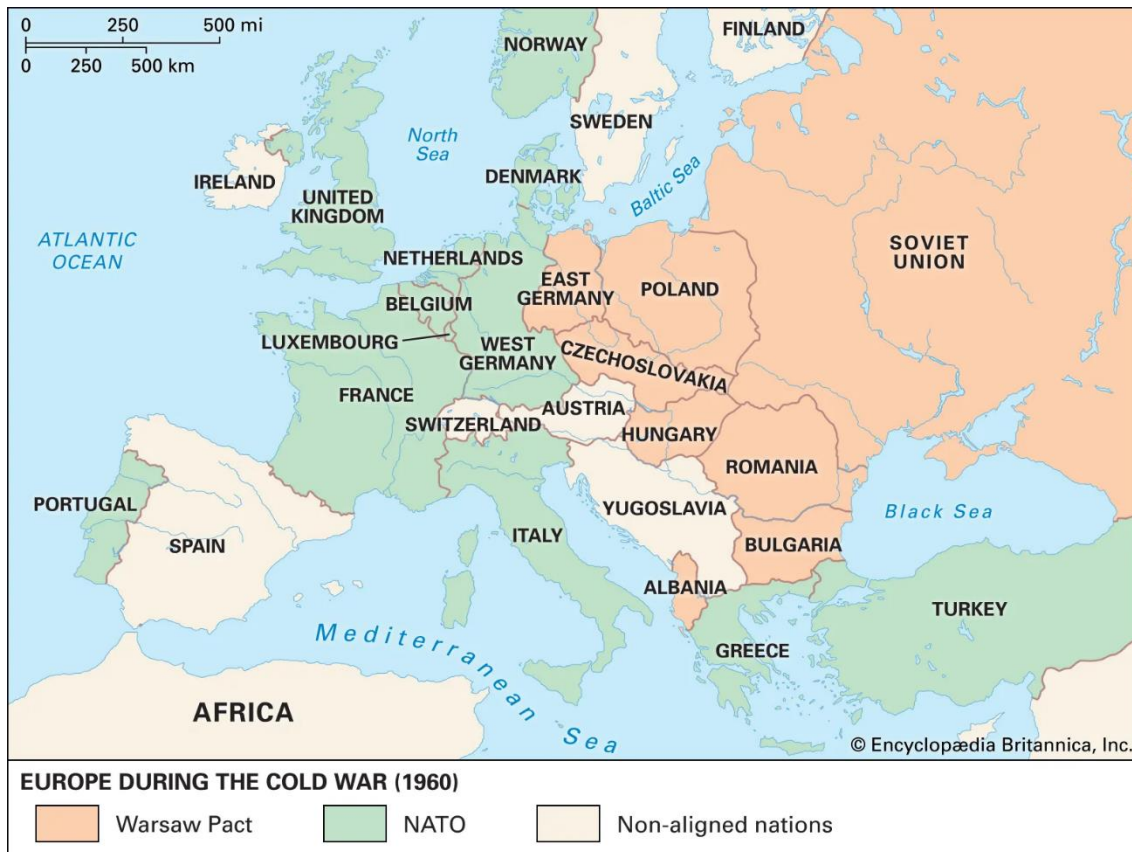 0 250 500 mi
0 250 500 km
NORWAY
FINLAND
SWEDEN
North
Sea
Baltic Sea
DENMARK
IRELAND
UNITED
KINGDOM
ATLANTIC
OCEAN
SOVIET
UNION
NETHERLANDS
EAST
GERMANY
POLAND
BELGIUM
LUXEMBOURG
WEST
GERMANY
CZECHOSLOVAKIA
FRANCE
AUSTRIA
SWITZERLAND
HUNGARY
ROMANIA
PORTUGAL
YUGOSLAVIA
Black Sea
SPAIN
ITALY
BULGARIA
ALBANIA
TURKEY
GREECE
Mediterranean Sea
AFRICA
© Encyclopædia Britannica, Inc.
EUROPE DURING THE COLD WAR (1960)
Warsaw Pact NATO Non-aligned nations